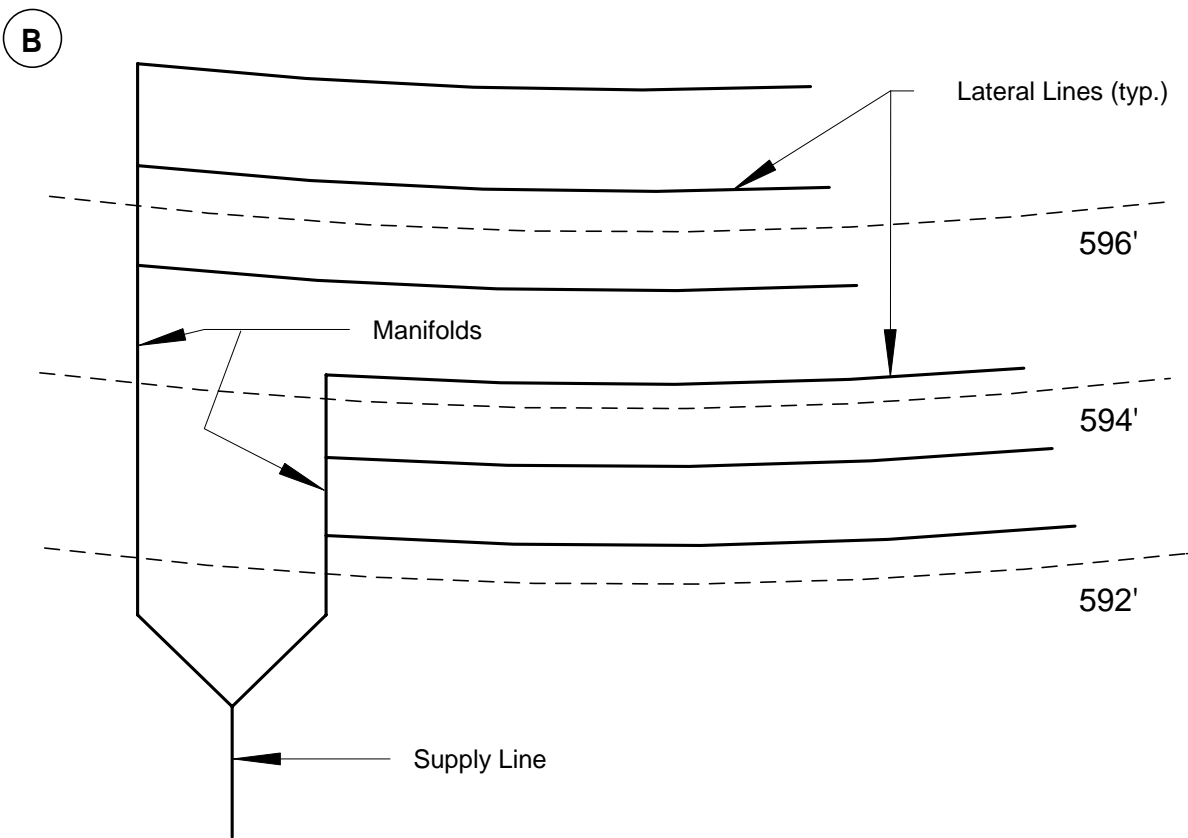 B
Lateral Lines (typ.)
596'
Manifolds
594'
592'
Supply Line